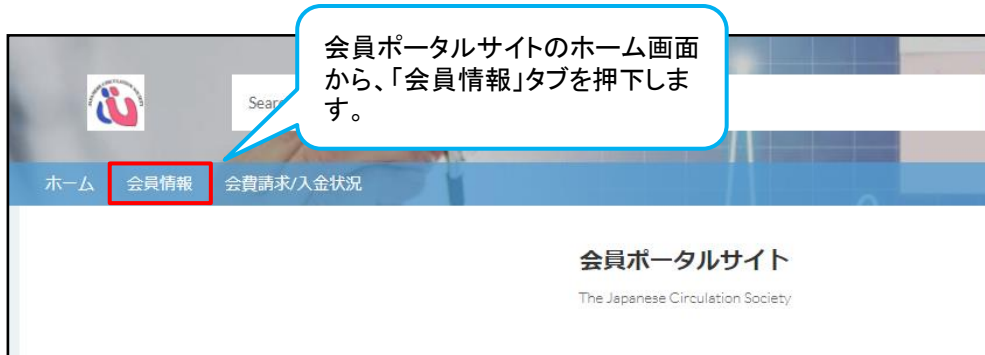 会員ポータルサイトのホーム画面
から、「会員情報」タブを押下しま
す。
ホーム 会員情報 会費請求/入金状況
会員ポータルサイト
The Japanese Circulation Society